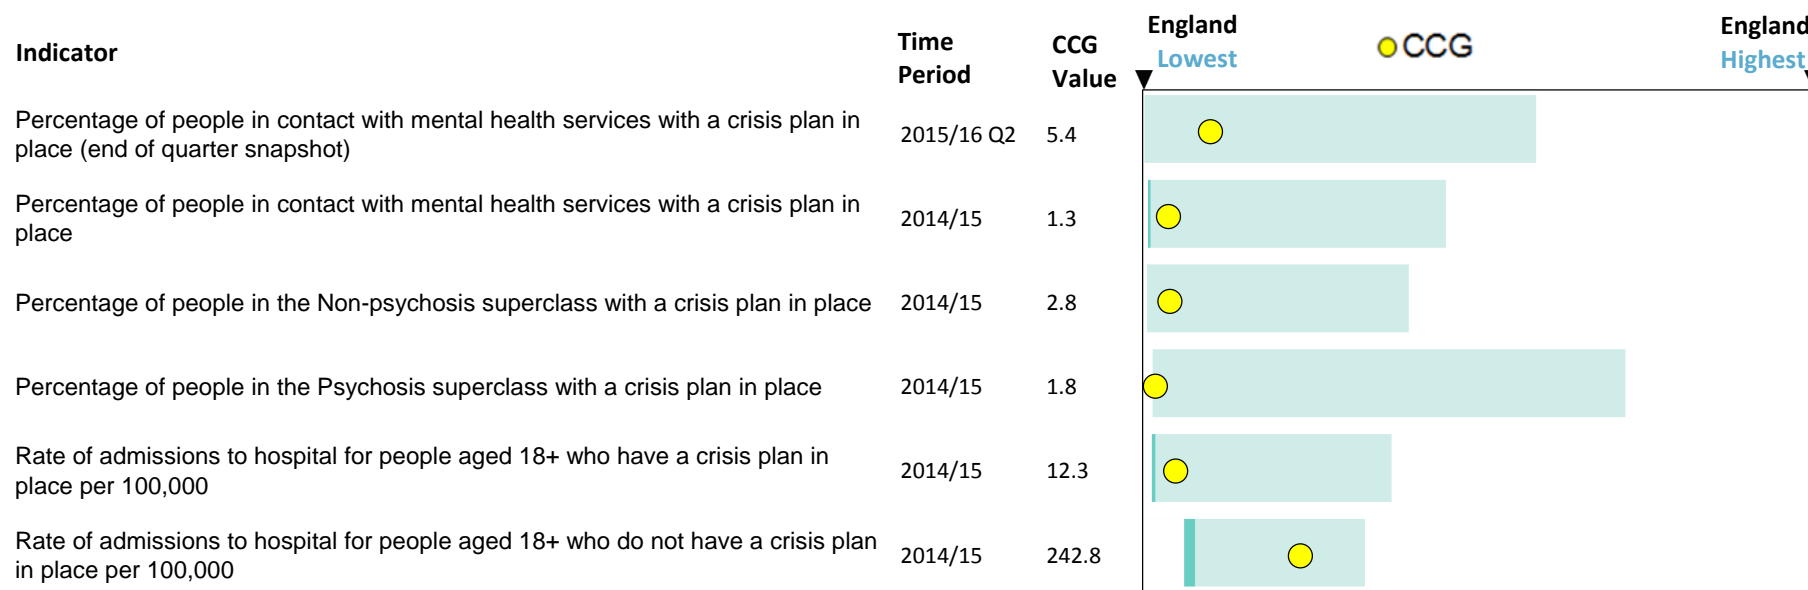 Indicator
Time Period
CCG Value
England Lowest
CCG
England Highest
Percentage of people in contact with mental health services with a crisis plan in
place (end of quarter snapshot)
2015/16 Q2
5.4
Percentage of people in contact with mental health services with a crisis plan in
place
2014/15
1.3
Percentage of people in the Non-psychosis superclass with a crisis plan in place
2014/15
2.8
Percentage of people in the Psychosis superclass with a crisis plan in place
2014/15
1.8
Rate of admissions to hospital for people aged 18+ who have a crisis plan in
place per 100,000
2014/15
12.3
Rate of admissions to hospital for people aged 18+ who do not have a crisis plan
in place per 100,000
2014/15
242.8